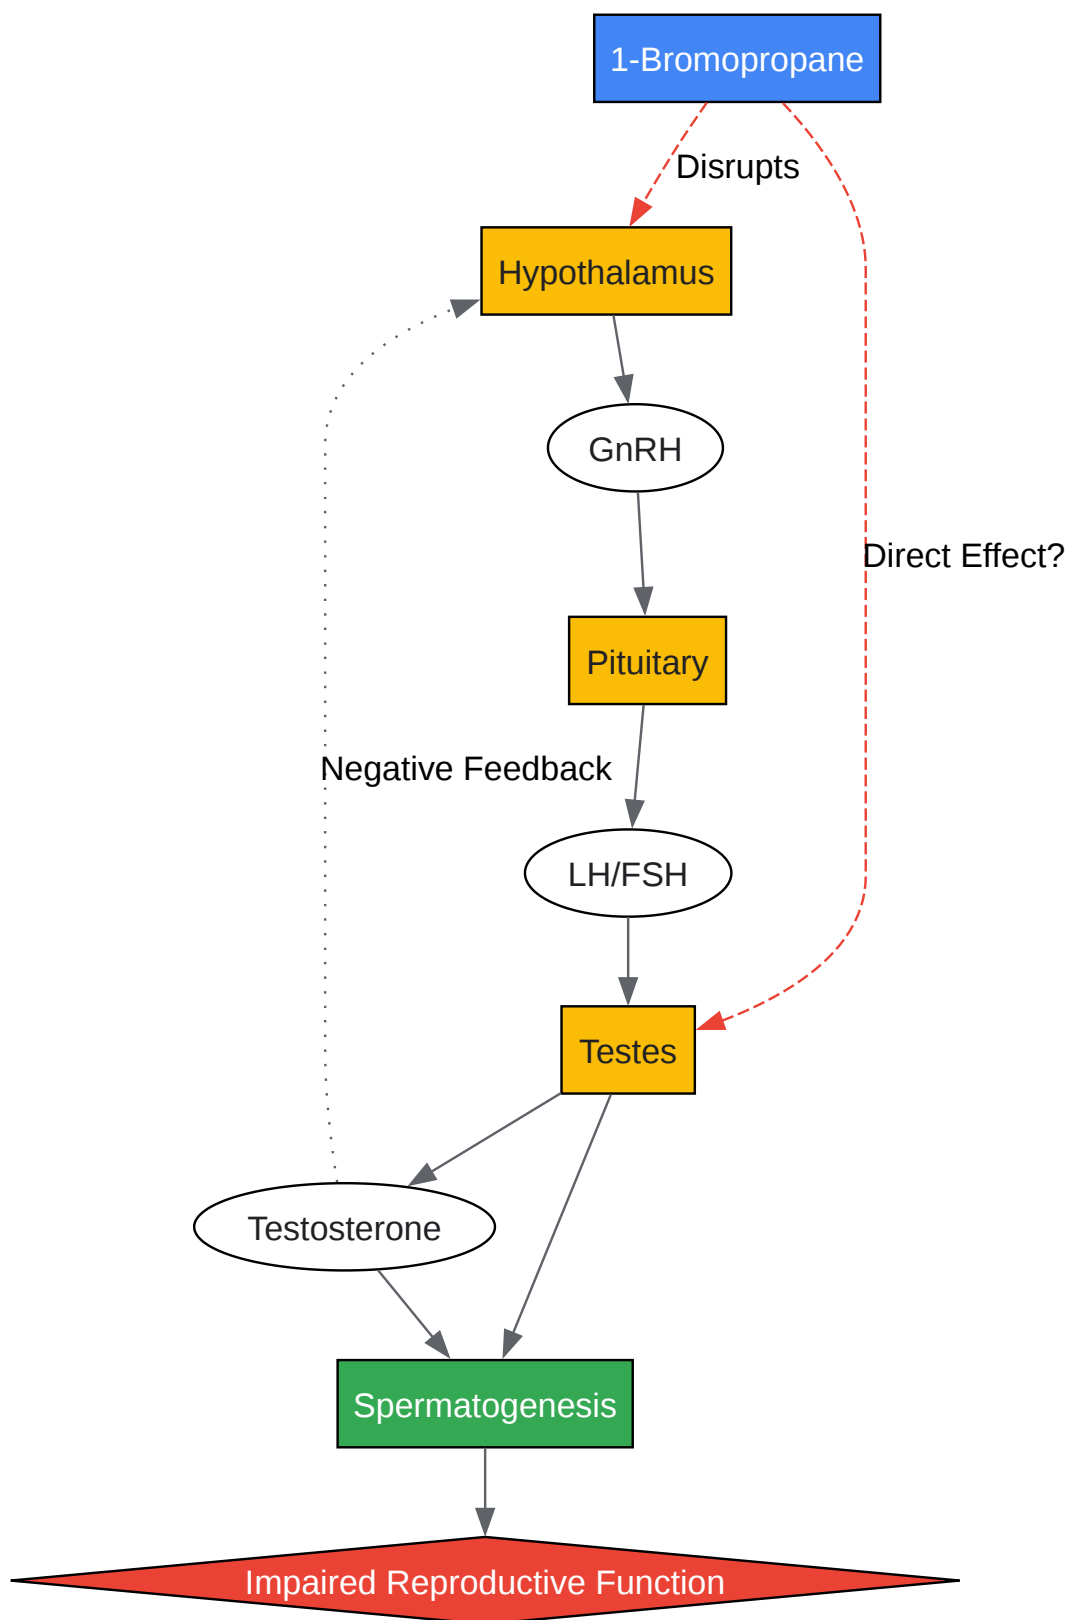 1-Bromopropane
Disrupts
Hypothalamus
GnRH
Direct Effect?
Pituitary
Negative Feedback
LH/FSH
Testes
Testosterone
Spermatogenesis
Impaired Reproductive Function